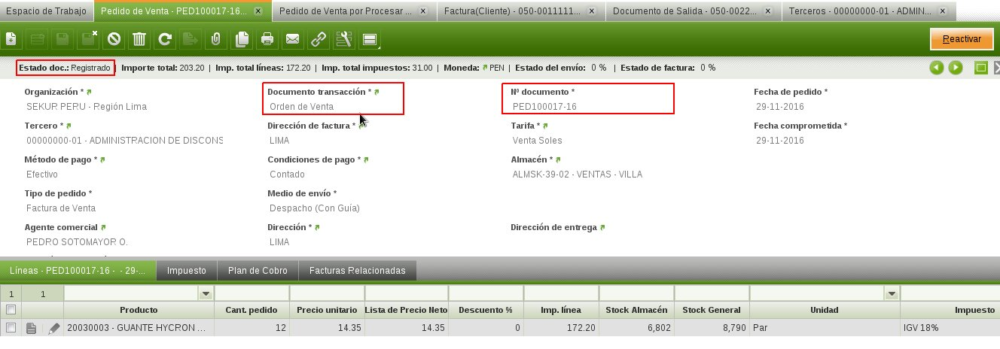 Espacio de Trabajo Pedido de Venta - PED100017-16... Pedido de Venta por Procesar ... Factura(Cliente) - 050-0011111... Documento de Salida - 050-0022... Terceros - 00000000-01 - ADMIN...
Reactivar
Estado doc.: Registrado | Importe total: 203.20 | Imp. total líneas: 172.20 | Imp. total impuestos: 31.00 | Moneda: PEN | Estado del envío: 0 % | Estado de factura: 0 %
Organización * Documento transacción * Nº documento * Fecha de pedido *
SEKUR PERU - Región Lima Orden de Venta PED100017-16 29-11-2016
Tercero * Dirección de factura * Tarifa * Fecha comprometida *
00000000-01 - ADMINISTRACION DE DISCONS LIMA Venta Soles 29-11-2016
Método de pago * Condiciones de pago * Almacén *
Efectivo Contado ALMSK-39-02 - VENTAS - VILLA
Tipo de pedido * Medio de envío *
Factura de Venta Despacho (Con Guía)
Agente comercial Dirección * Dirección de entrega
PEDRO SOTOMAYOR O. LIMA
Líneas - PED100017-16 - - 29-... Impuesto Plan de Cobro Facturas Relacionadas
1 1
Producto Cant. pedido Precio unitario Lista de Precio Neto Descuento % Imp. línea Stock Almacén Stock General Unidad Impuesto
20030003 - GUANTE HYCRON ... 12 14.35 14.35 0 172.20 6,802 8,790 Par IGV 18%